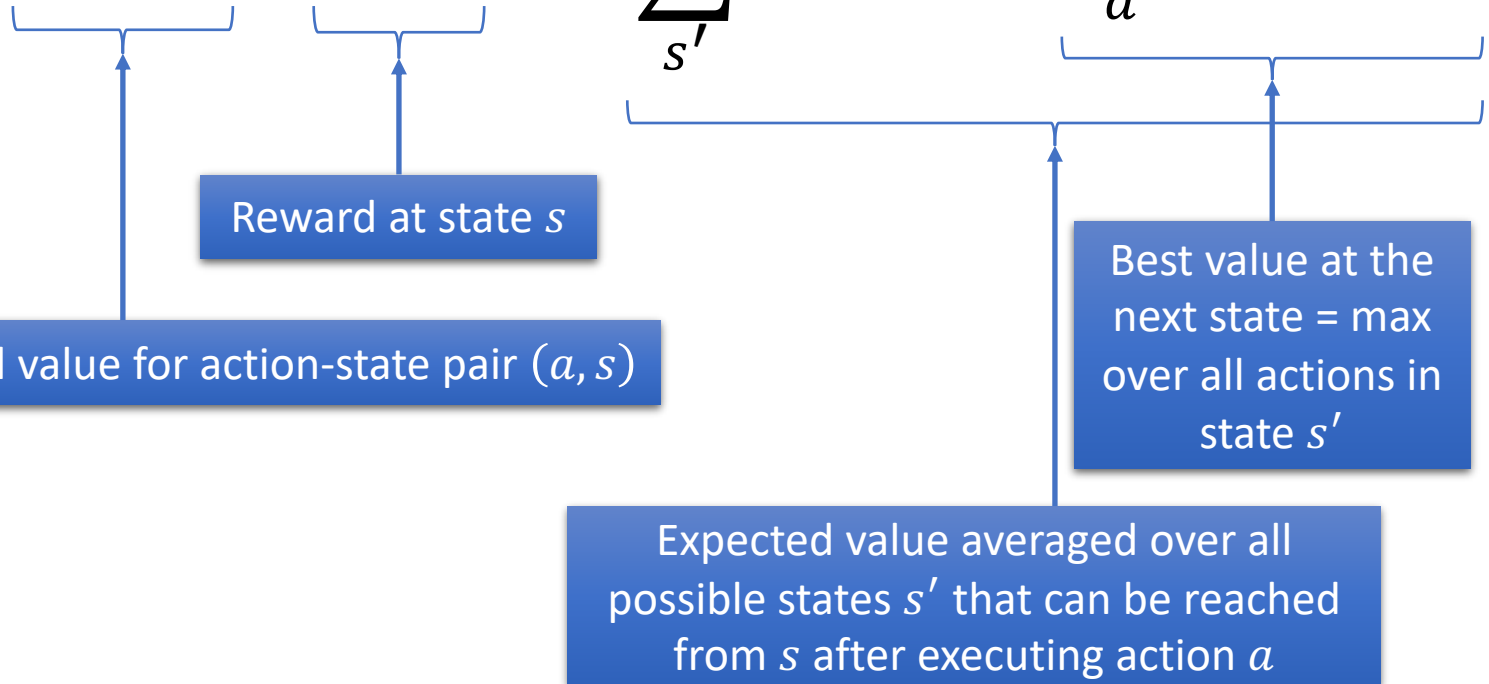 ∑
s′
a
Reward at state s
value for action-state pair (a, s)
Best value at the
next state = max
over all actions in
state s′
Expected value averaged over all
possible states s′ that can be reached
from s after executing action a